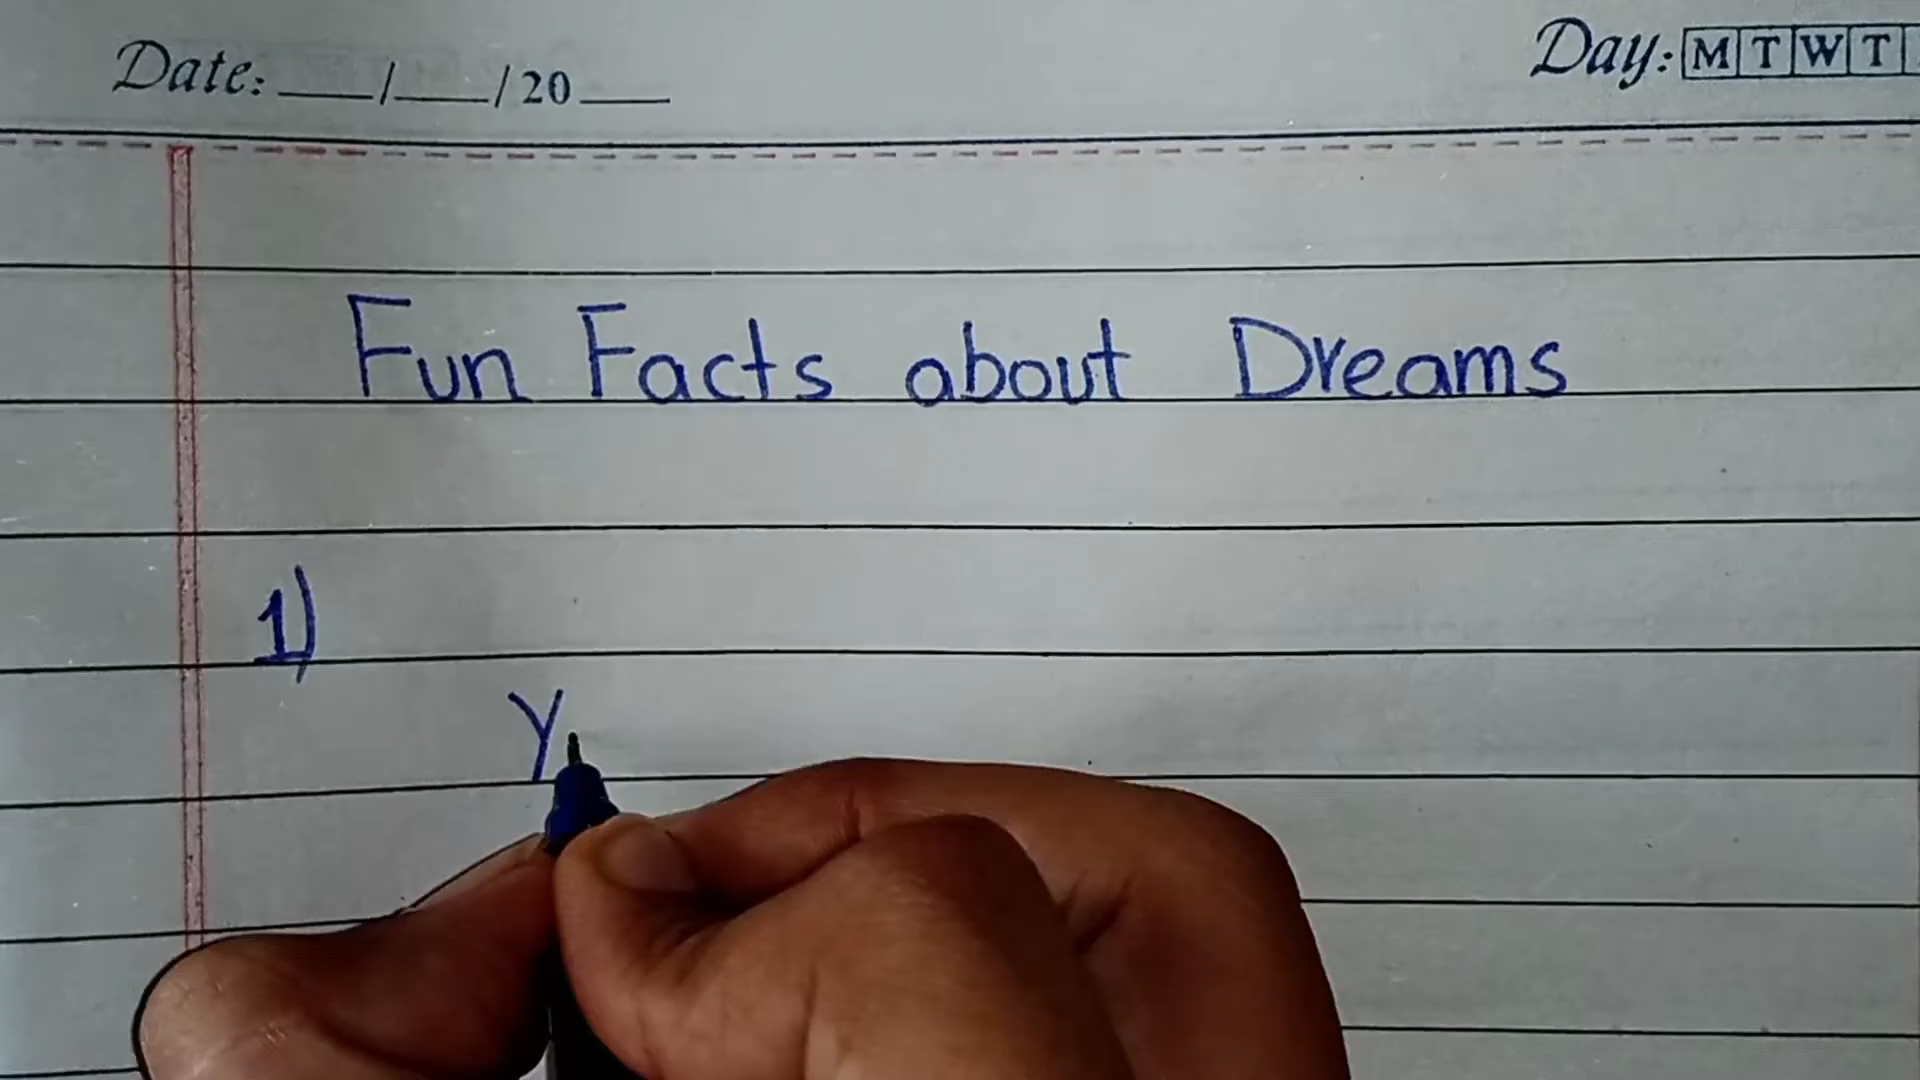 Date: ___/___/20___ Day: M T W T
Fun Facts about Dreams
1)
Y